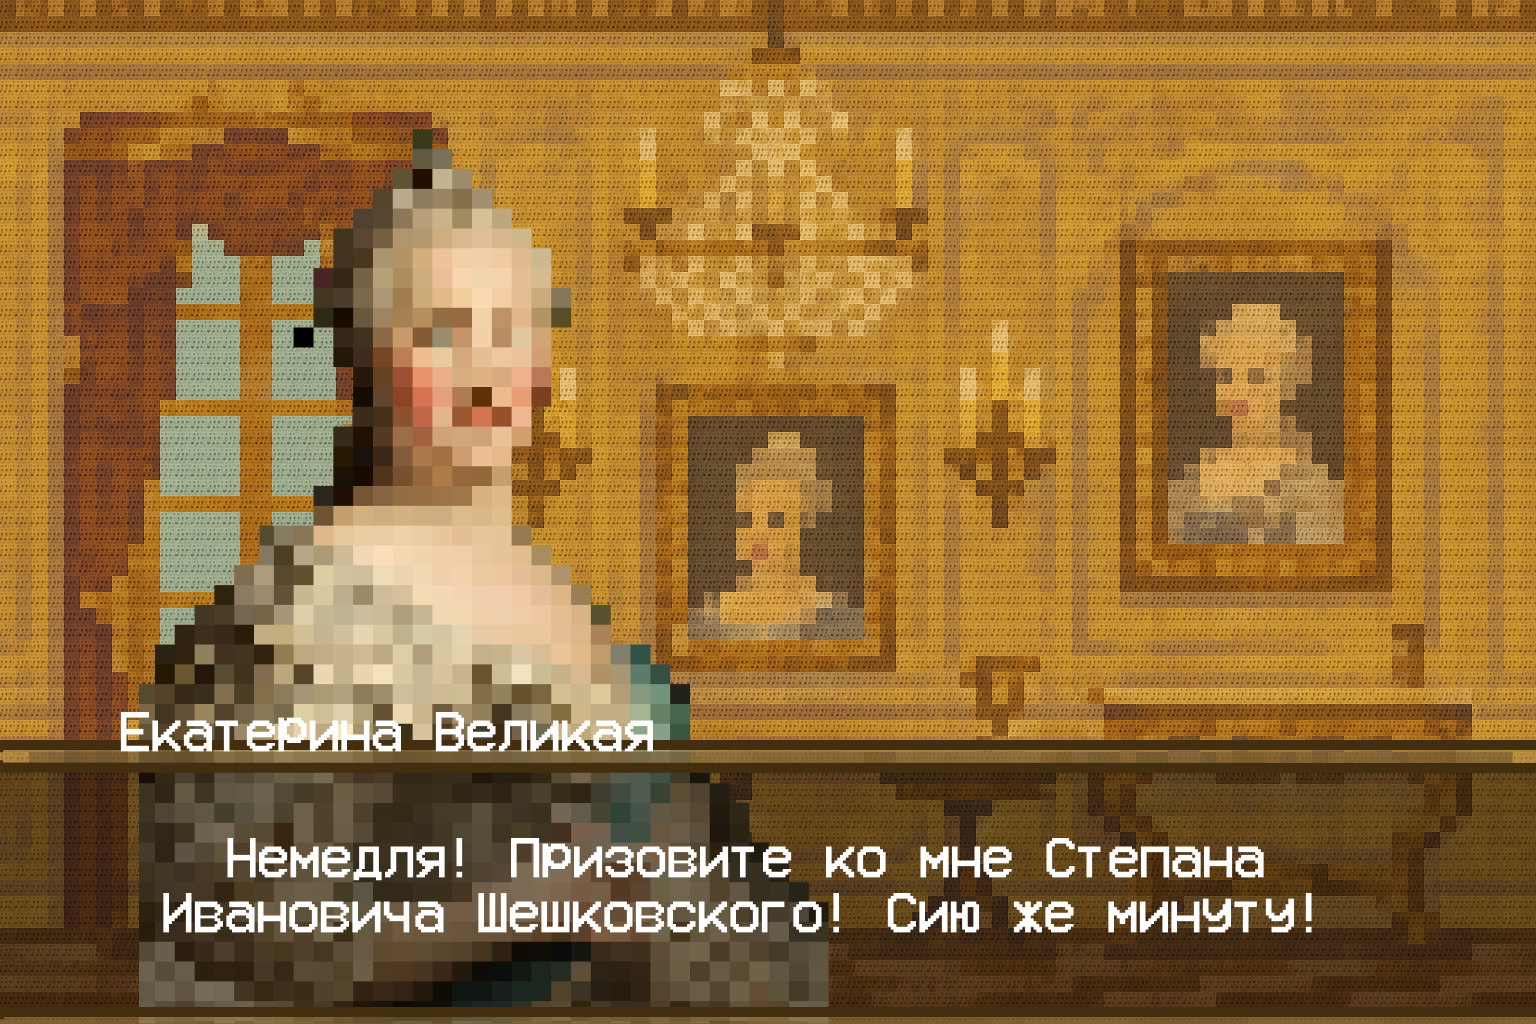 Екатерина Великая
Немедля! Призовите ко мне Степана
Ивановича Шешковского! Сию же минуту!